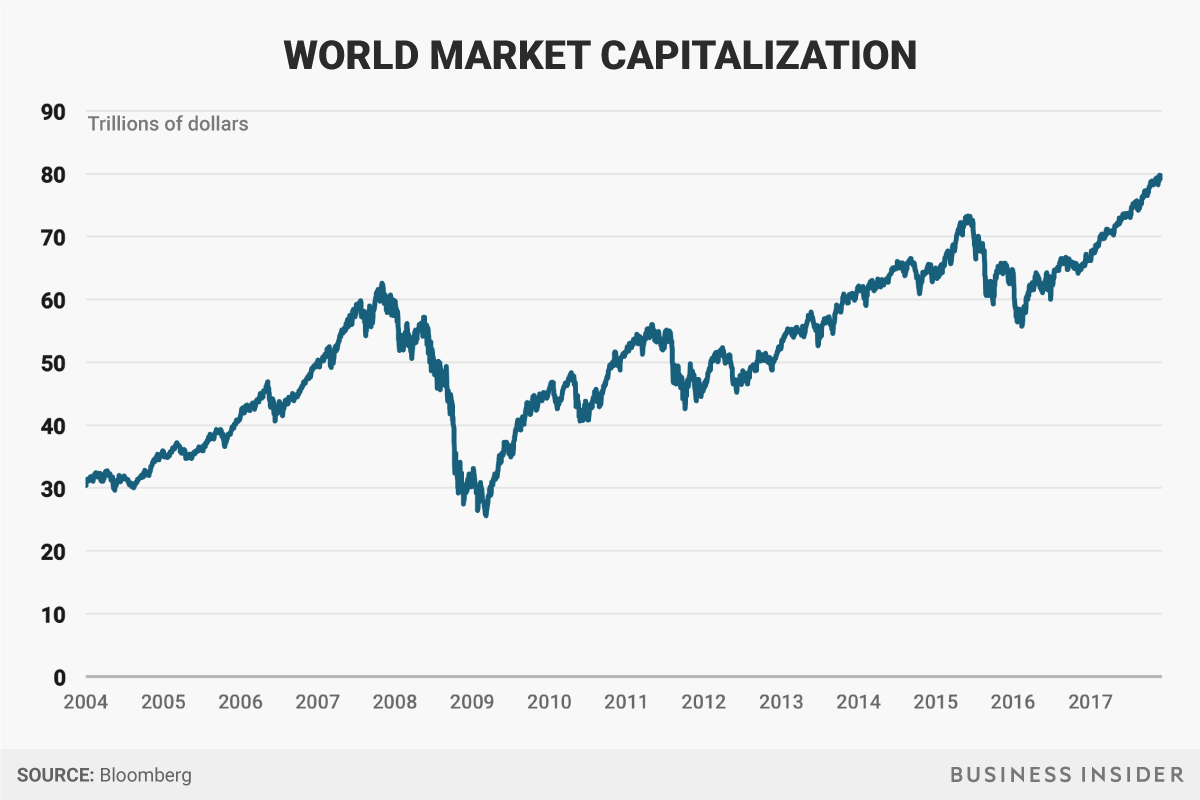 WORLD MARKET CAPITALIZATION
90
Trillions of dollars
80
70
60
50
40
30
20
10
0
2004 2005 2006 2007 2008 2009 2010 2011 2012 2013 2014 2015 2016 2017
SOURCE: Bloomberg
BUSINESS INSIDER